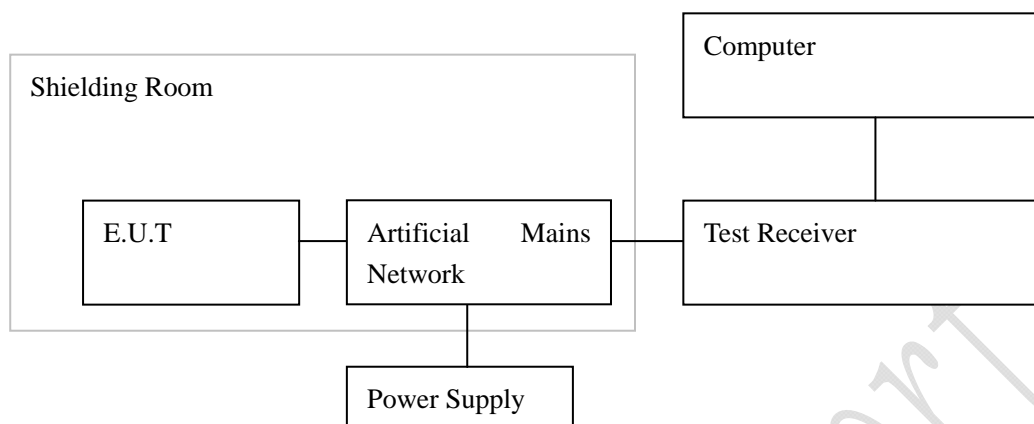 Computer
Shielding Room
E.U.T
Artificial Mains
Network
Test Receiver
Power Supply